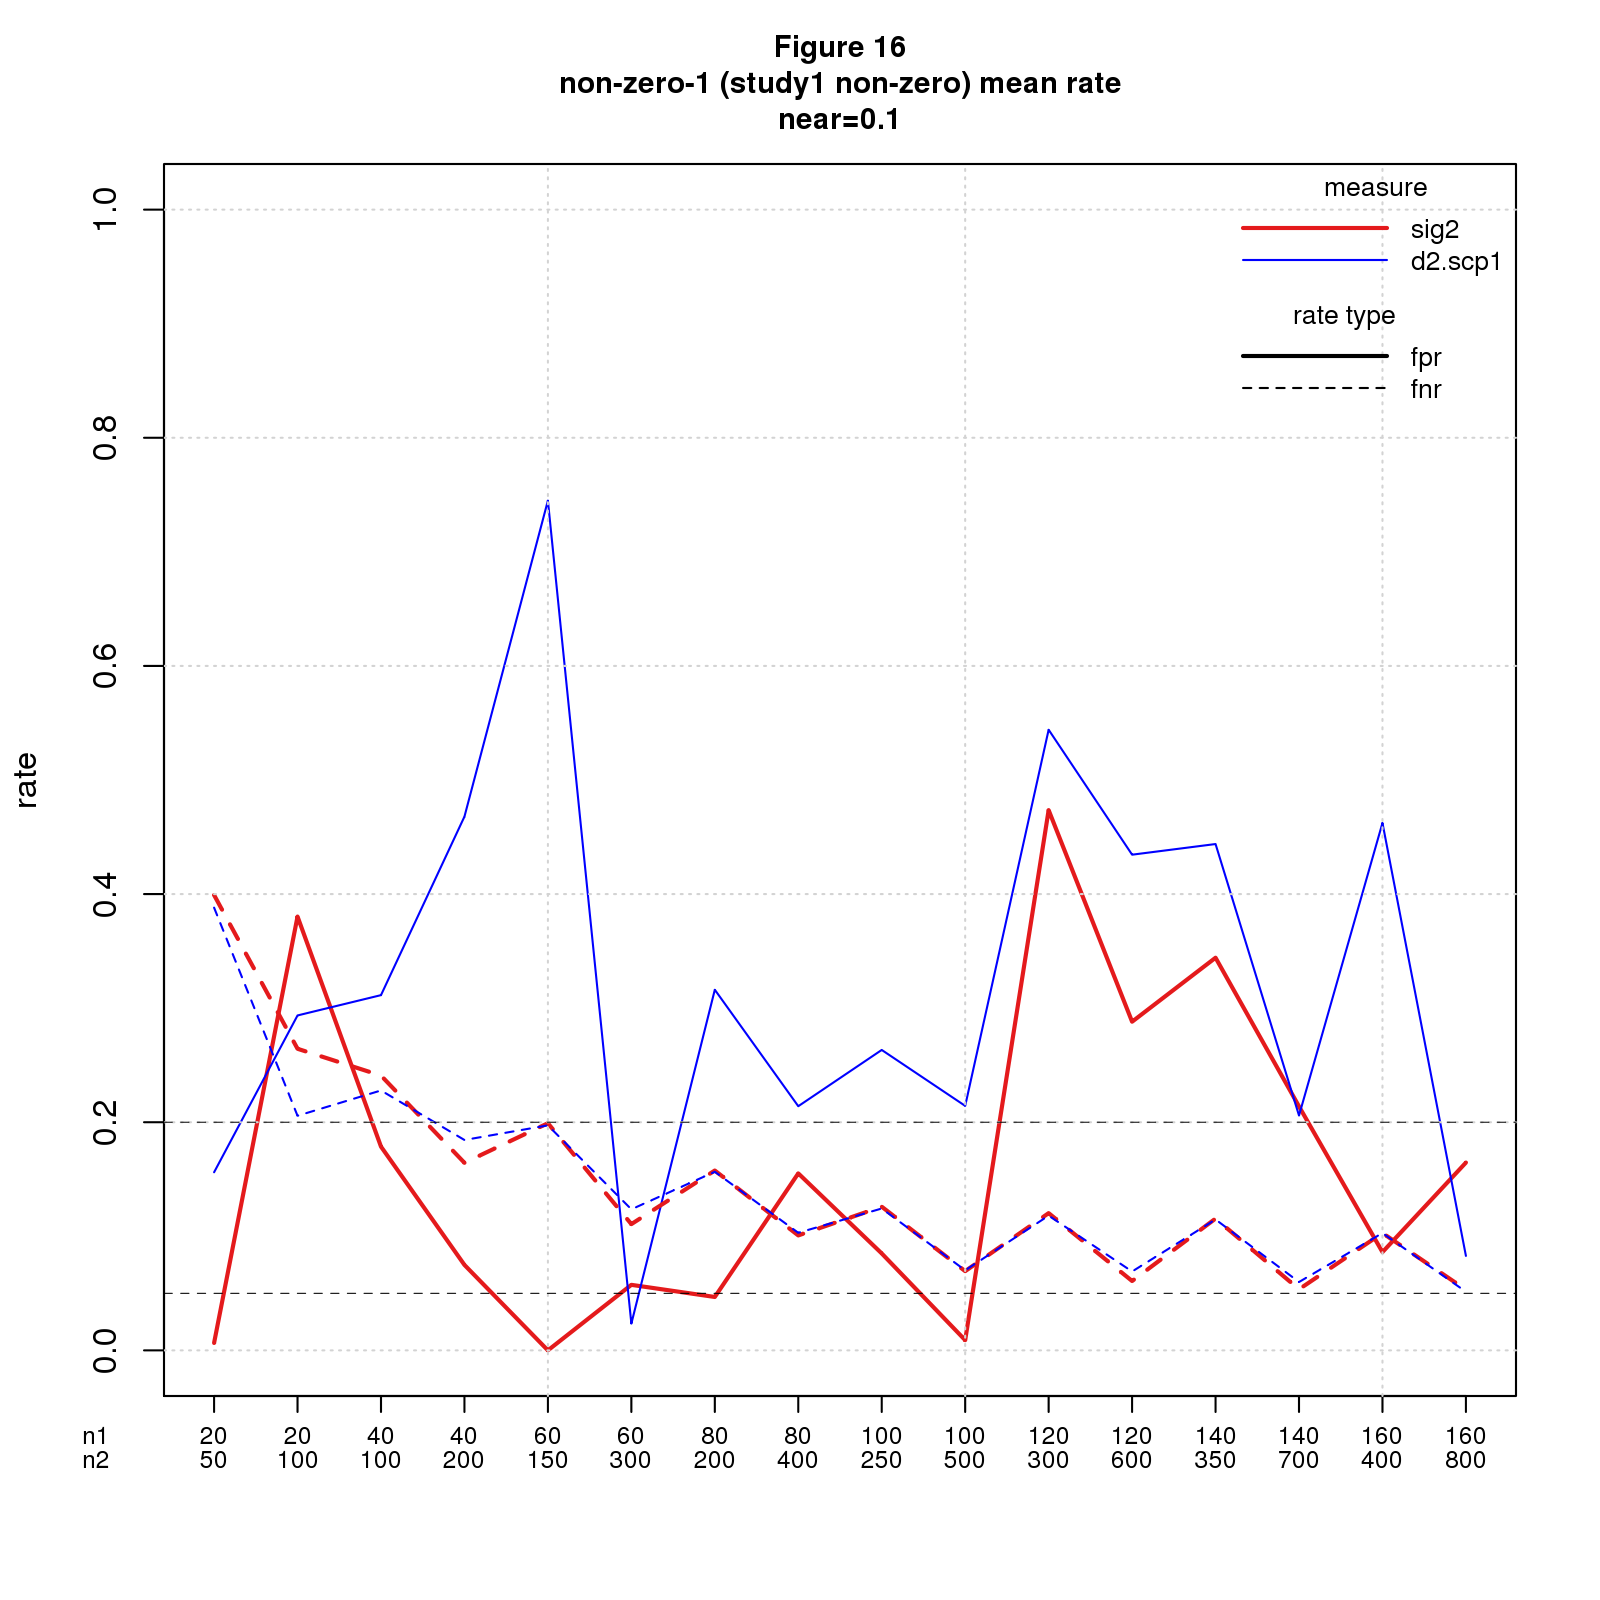 Figure 16
non-zero-1 (study1 non-zero) mean rate
near=0.1
measure
sig2
d2.scp1
rate type
fpr
fnr
rate
1.0
0.8
0.6
0.4
0.2
0.0
n1 20 20 40 40 60 60 80 80 100 100 120 120 140 140 160 160
n2 50 100 100 200 150 300 200 400 250 500 300 600 350 700 400 800